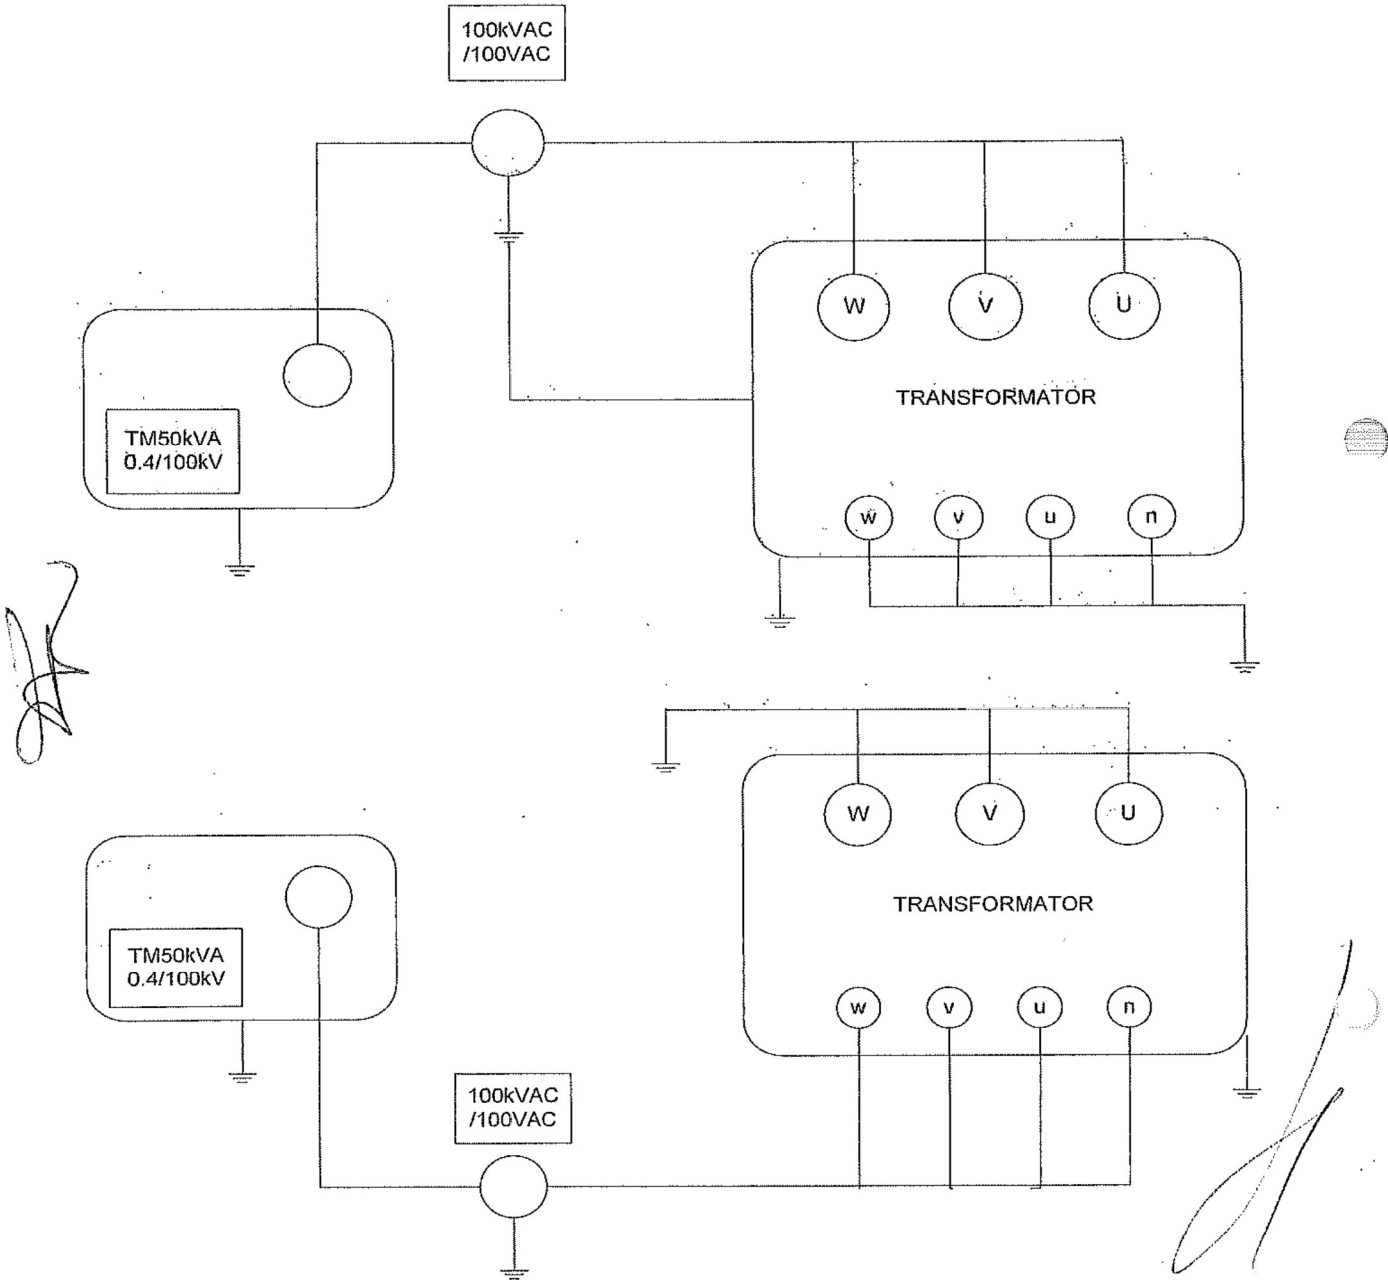 100kVAC
/100VAC
W V U
TRANSFORMATOR
TM50kVA
0.4/100kV
w v u n
W V U
TRANSFORMATOR
TM50kVA
0.4/100kV
w v u n
100kVAC
/100VAC